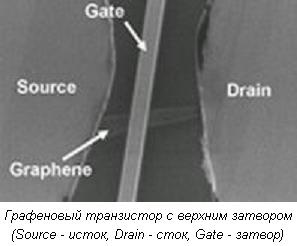 Gate
Source
Drain
Graphene
Графеновый транзистор с верхним затвором
(Source - исток, Drain - сток, Gate - затвор)